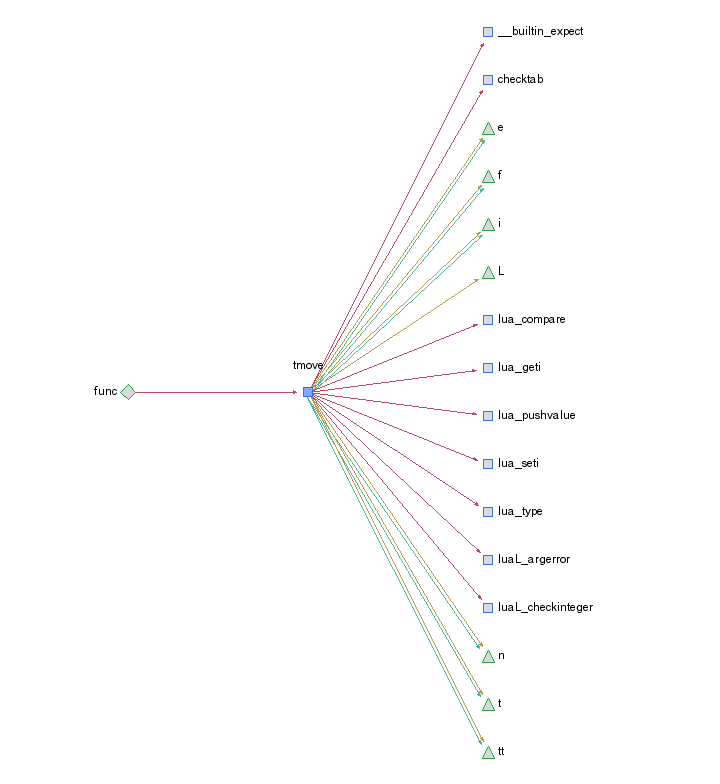 __builtin_expect
checktab
e
f
i
L
lua_compare
tmove
lua_geti
func
lua_pushvalue
lua_seti
lua_type
luaL_argerror
luaL_checkinteger
n
t
tt